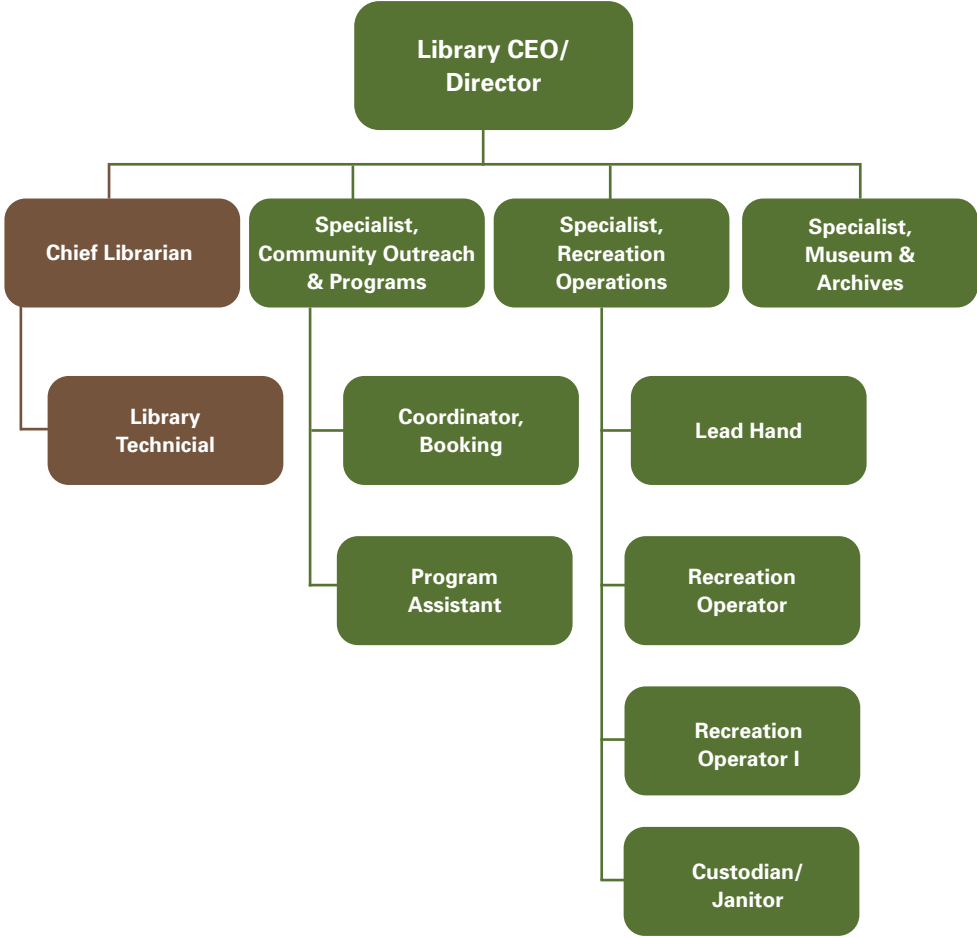 Library CEO/
Director
Chief Librarian
Specialist,
Community Outreach
& Programs
Specialist,
Recreation
Operations
Specialist,
Museum &
Archives
Library
Technicial
Coordinator,
Booking
Lead Hand
Program
Assistant
Recreation
Operator
Recreation
Operator I
Custodian/
Janitor